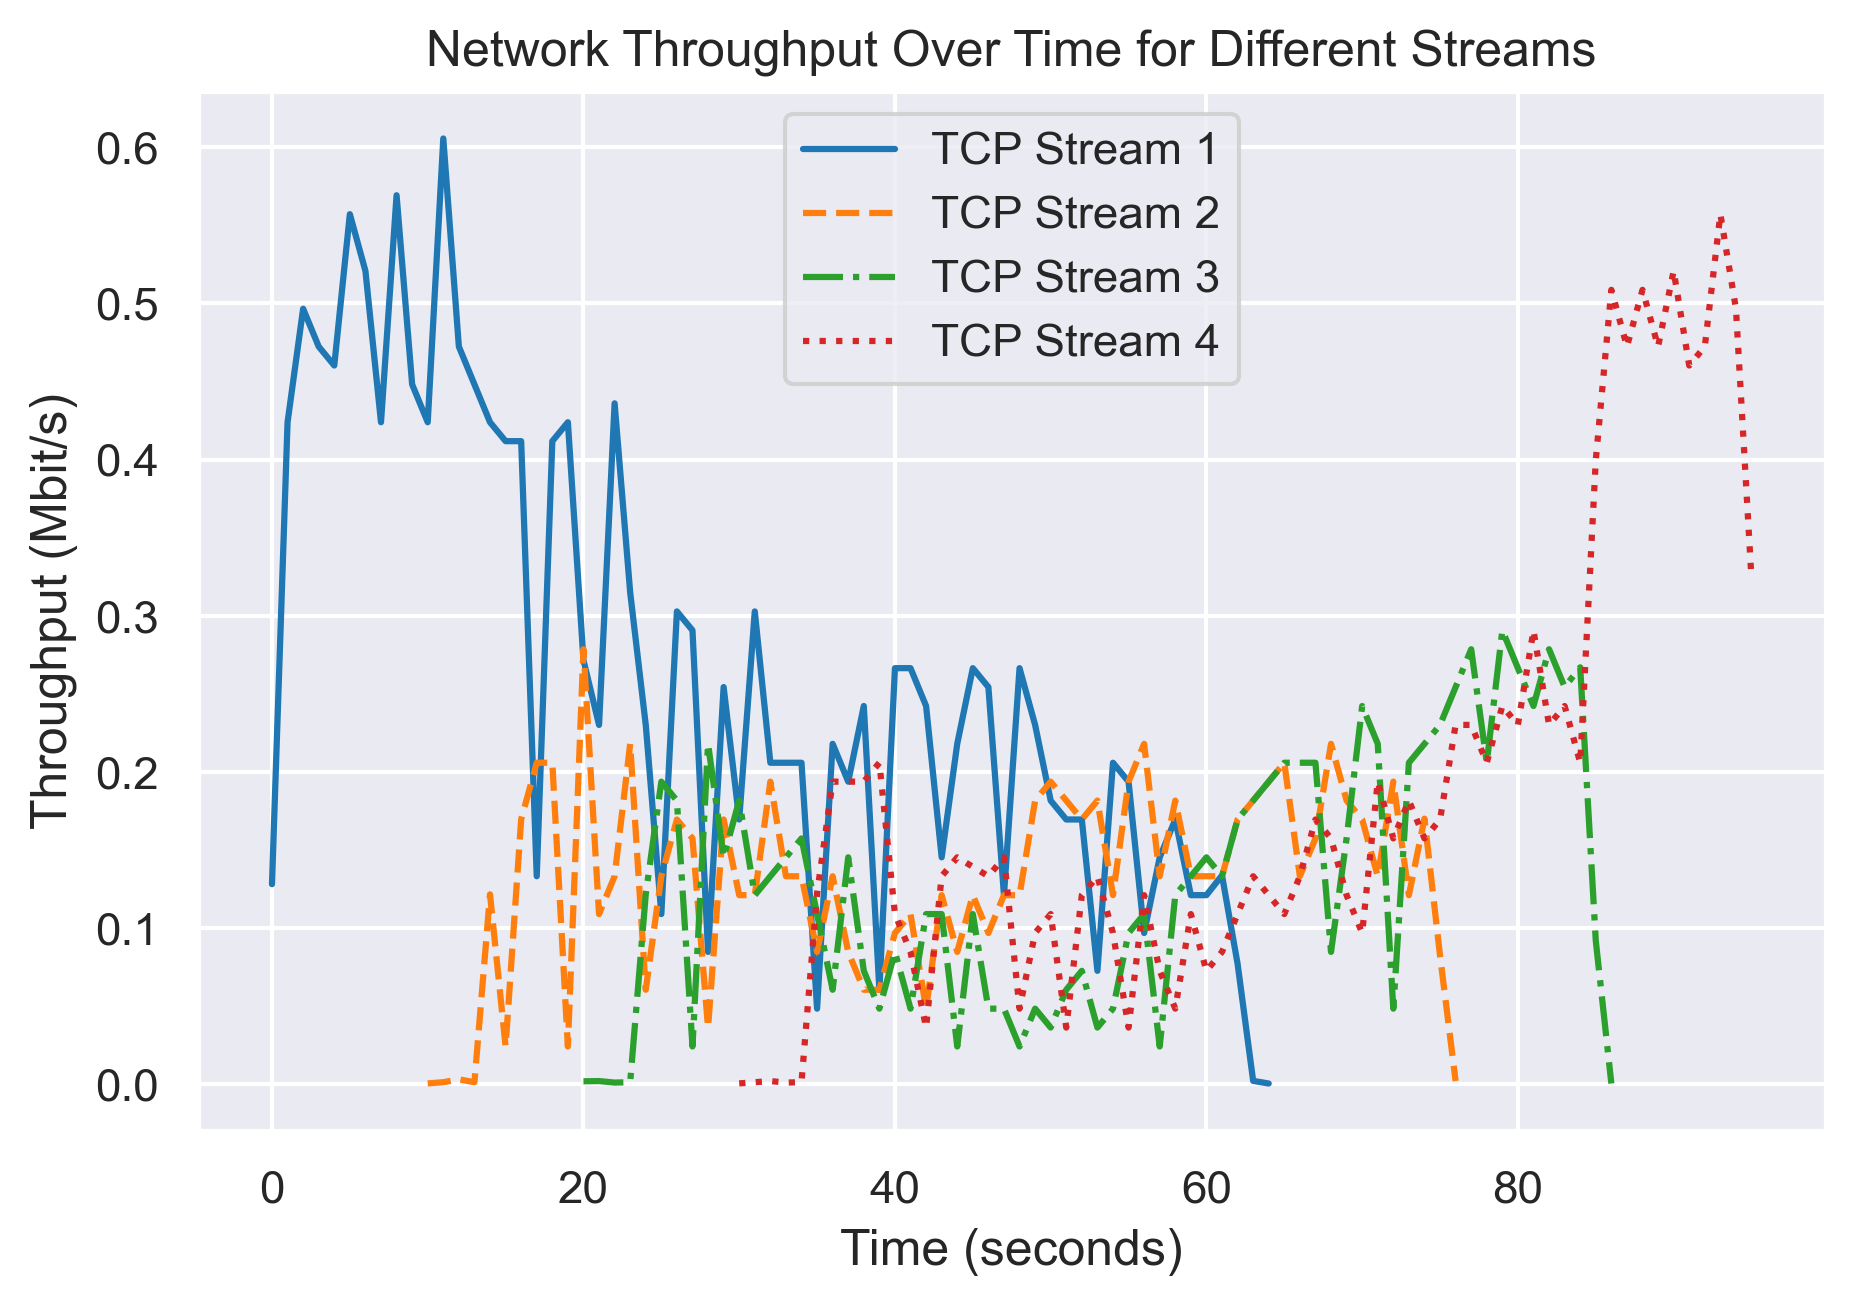 Network Throughput Over Time for Different Streams
TCP Stream 1
TCP Stream 2
TCP Stream 3
TCP Stream 4
Throughput (Mbit/s)
0.6
0.5
0.4
0.3
0.2
0.1
0.0
0 20 40 60 80
Time (seconds)